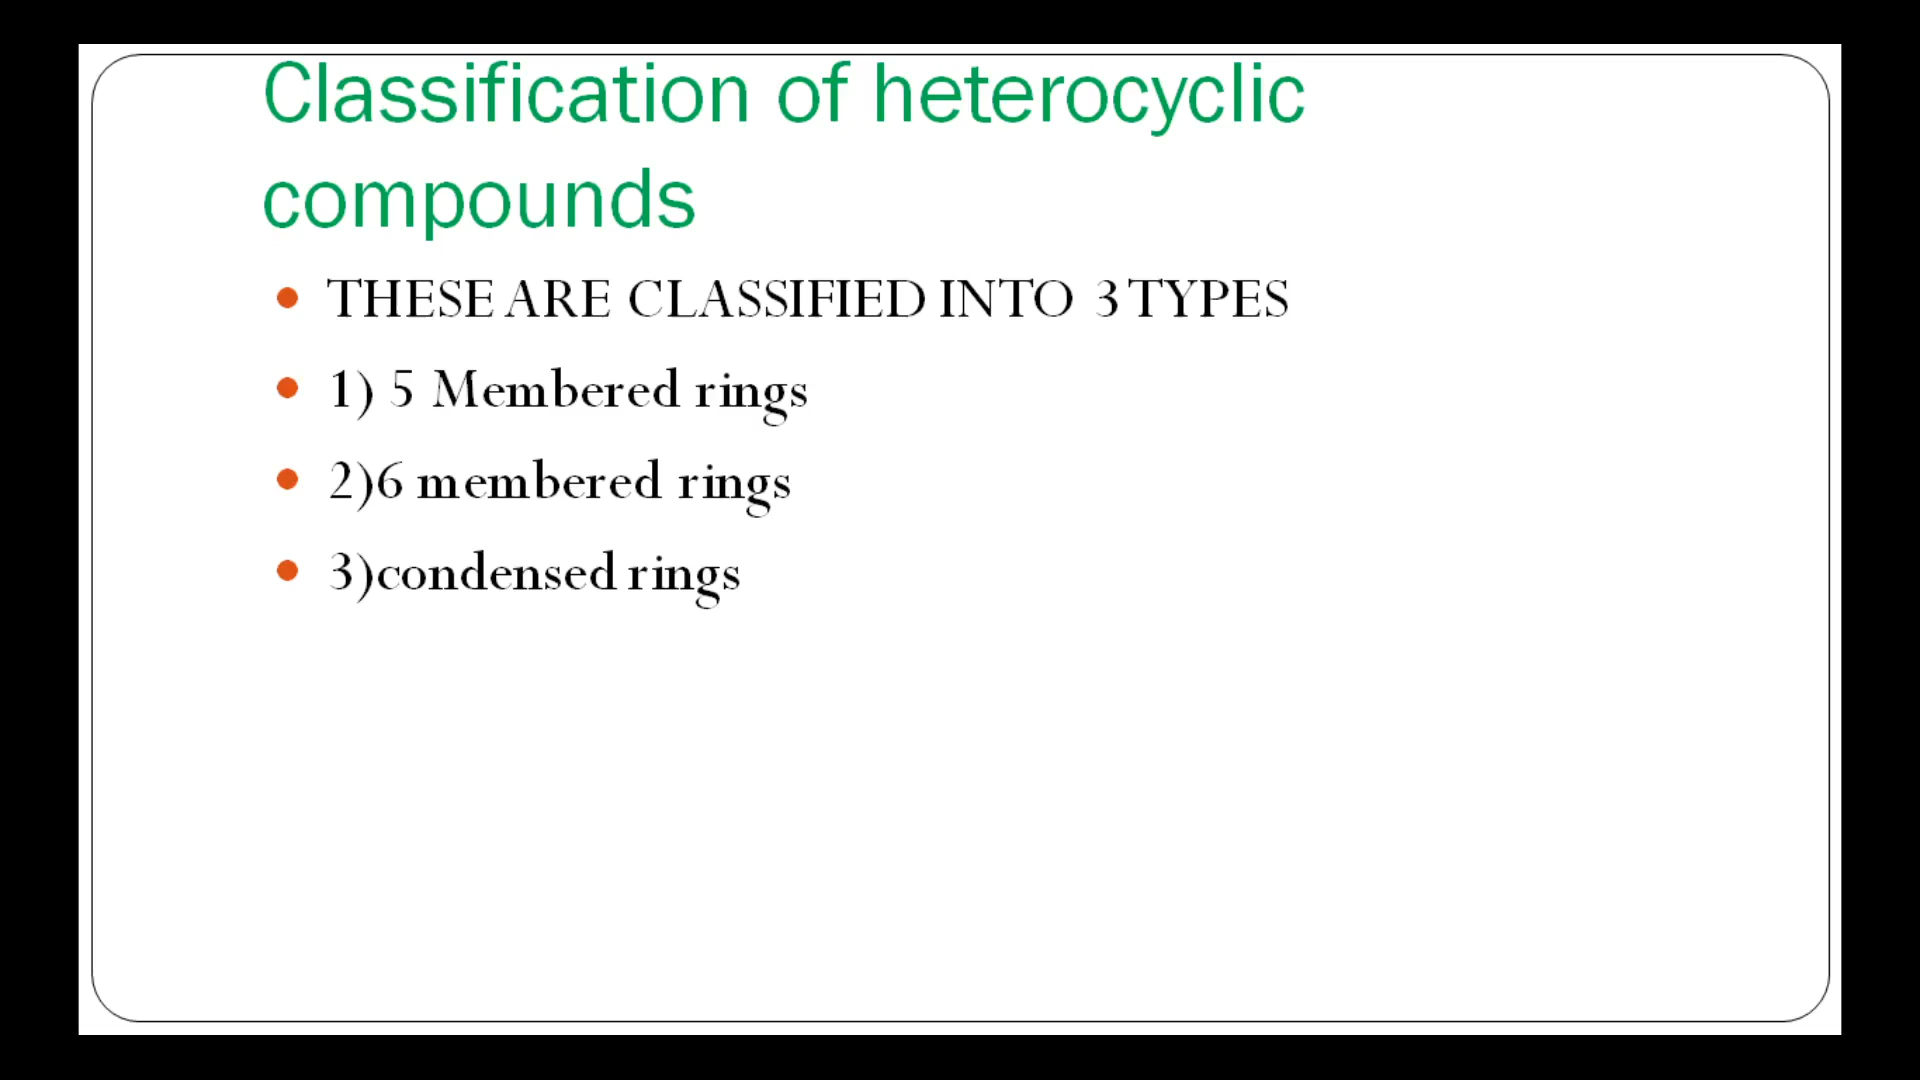 Classification of heterocyclic
compounds
THESE ARE CLASSIFIED INTO 3 TYPES
1) 5 Membered rings
2)6 membered rings
3)condensed rings